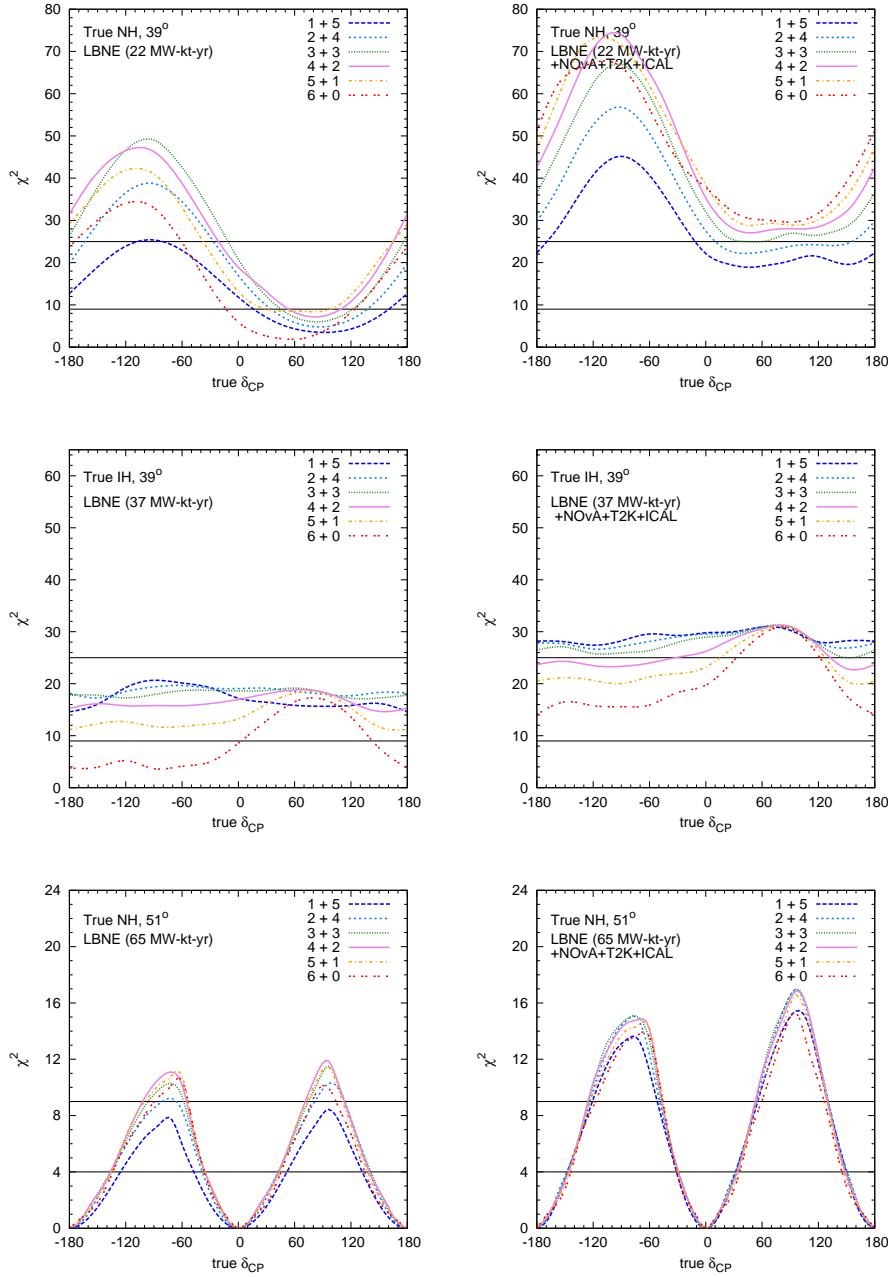 True NH, 39°
LBNE (22 MW-kt-yr)
1 + 5
2 + 4
3 + 3
4 + 2
5 + 1
6 + 0
χ²
80
70
60
50
40
30
20
10
0
-180 -120 -60 0 60 120 180
true δCP
True NH, 39°
LBNE (22 MW-kt-yr)
+NOvA+T2K+ICAL
1 + 5
2 + 4
3 + 3
4 + 2
5 + 1
6 + 0
χ²
80
70
60
50
40
30
20
10
0
-180 -120 -60 0 60 120 180
true δCP
True IH, 39°
LBNE (37 MW-kt-yr)
1 + 5
2 + 4
3 + 3
4 + 2
5 + 1
6 + 0
χ²
60
50
40
30
20
10
0
-180 -120 -60 0 60 120 180
true δCP
True IH, 39°
LBNE (37 MW-kt-yr)
+NOvA+T2K+ICAL
1 + 5
2 + 4
3 + 3
4 + 2
5 + 1
6 + 0
χ²
60
50
40
30
20
10
0
-180 -120 -60 0 60 120 180
true δCP
True NH, 51°
LBNE (65 MW-kt-yr)
1 + 5
2 + 4
3 + 3
4 + 2
5 + 1
6 + 0
χ²
24
20
16
12
8
4
0
-180 -120 -60 0 60 120 180
true δCP
True NH, 51°
LBNE (65 MW-kt-yr)
+NOvA+T2K+ICAL
1 + 5
2 + 4
3 + 3
4 + 2
5 + 1
6 + 0
χ²
24
20
16
12
8
4
0
-180 -120 -60 0 60 120 180
true δCP